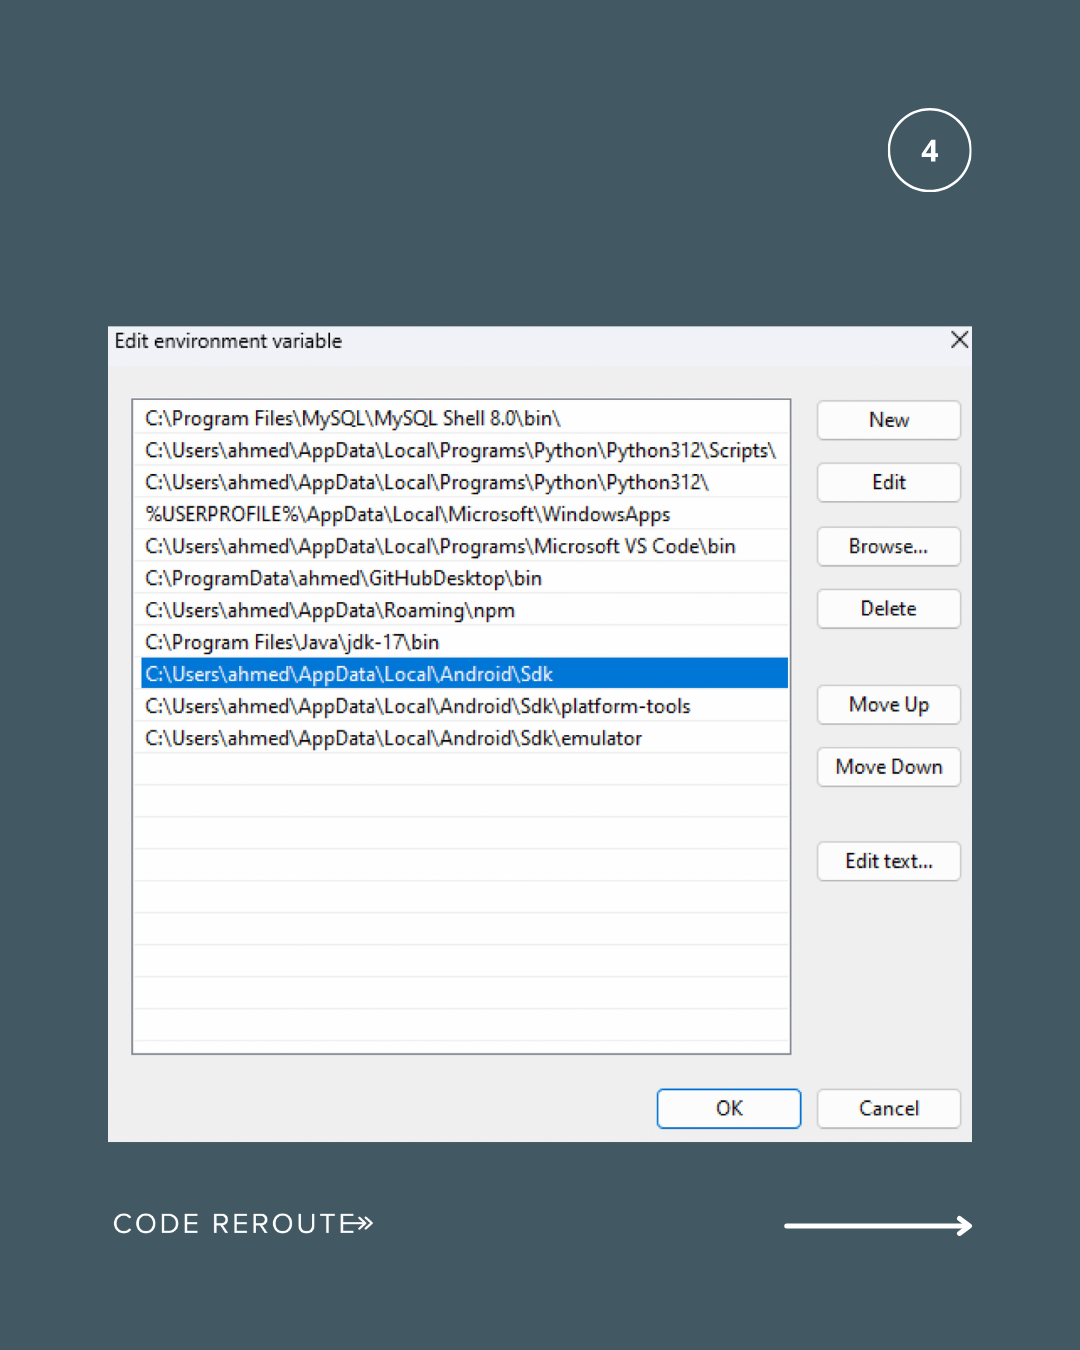 4
Edit environment variable
C:\Program Files\MySQL\MySQL Shell 8.0\bin\
C:\Users\ahmed\AppData\Local\Programs\Python\Python312\Scripts\
C:\Users\ahmed\AppData\Local\Programs\Python\Python312\
%USERPROFILE%\AppData\Local\Microsoft\WindowsApps
C:\Users\ahmed\AppData\Local\Programs\Microsoft VS Code\bin
C:\ProgramData\ahmed\GitHubDesktop\bin
C:\Users\ahmed\AppData\Roaming\npm
C:\Program Files\Java\jdk-17\bin
C:\Users\ahmed\AppData\Local\Android\Sdk
C:\Users\ahmed\AppData\Local\Android\Sdk\platform-tools
C:\Users\ahmed\AppData\Local\Android\Sdk\emulator
New
Edit
Browse...
Delete
Move Up
Move Down
Edit text...
OK
Cancel
CODE REROUTE